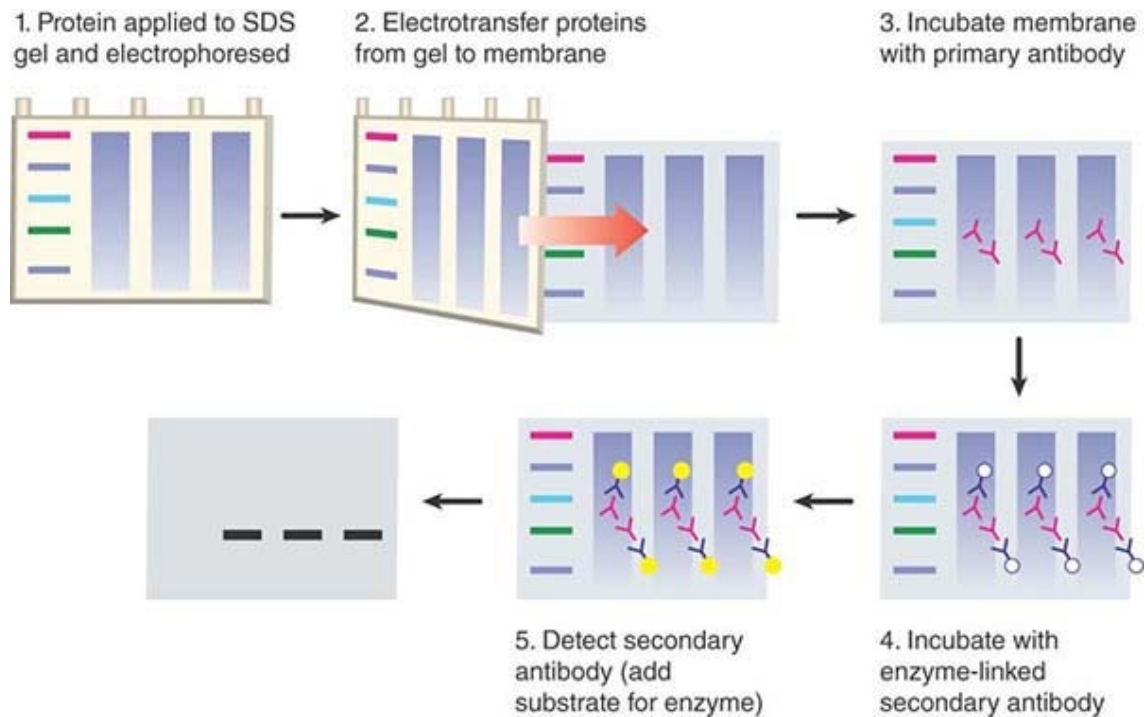 1. Protein applied to SDS
gel and electrophoresed
2. Electrotransfer proteins
from gel to membrane
3. Incubate membrane
with primary antibody
4. Incubate with
enzyme-linked
secondary antibody
5. Detect secondary
antibody (add
substrate for enzyme)